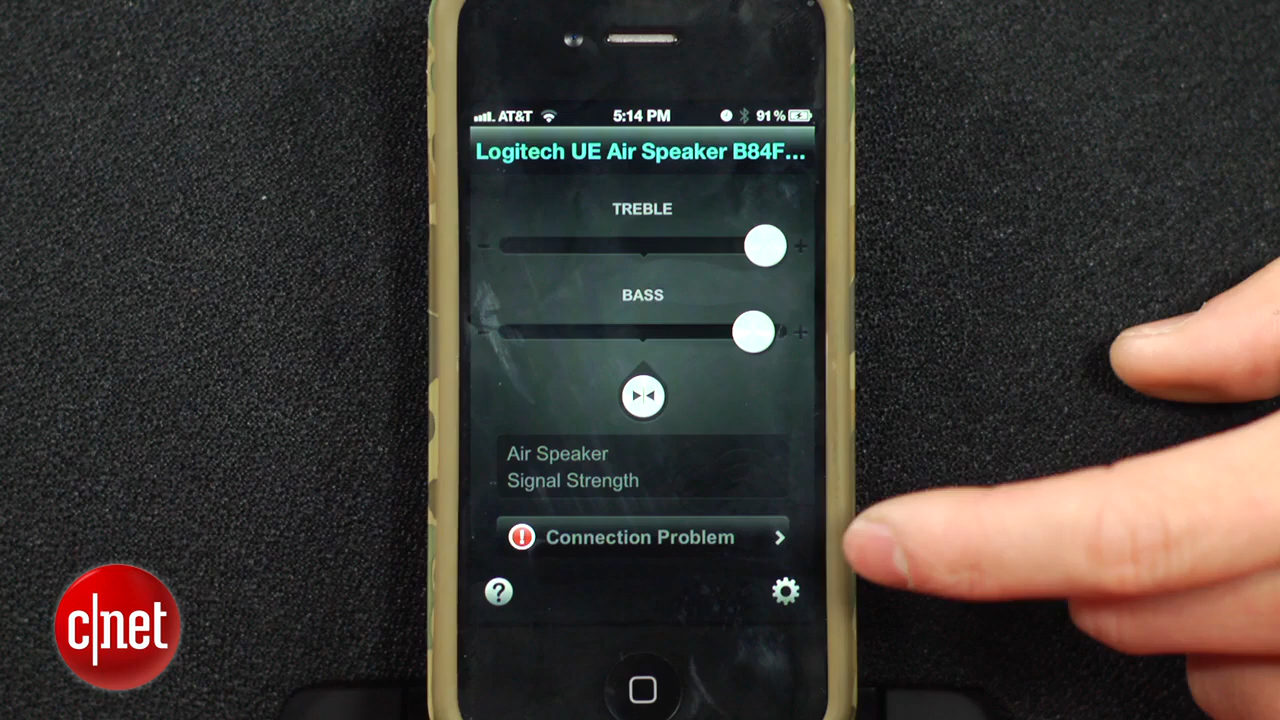 AT&T 5:14 PM 91%
Logitech UE Air Speaker B84F...
TREBLE
- +
BASS
- +
Air Speaker
Signal Strength
! Connection Problem >
?
c|net